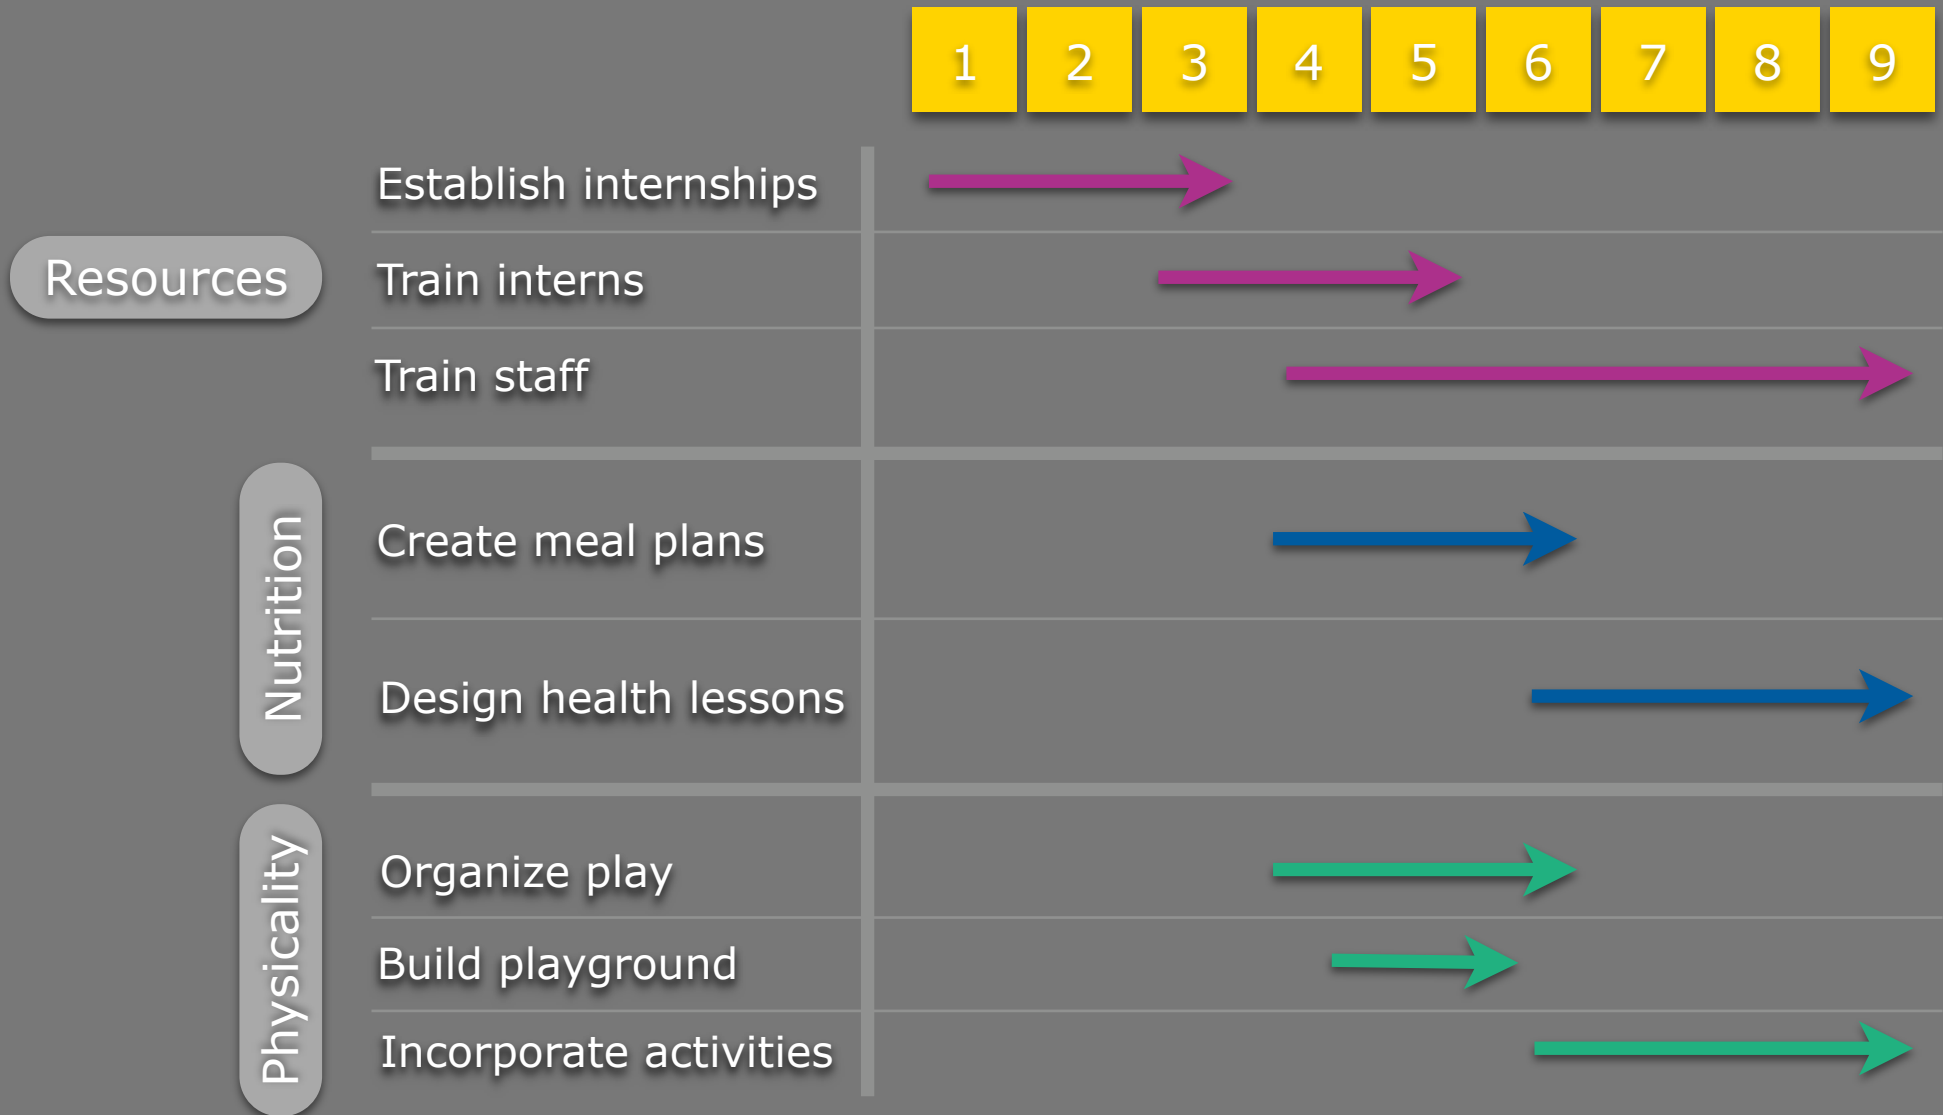 1 2 3 4 5 6 7 8 9
Establish internships
Resources
Train interns
Train staff
Nutrition
Create meal plans
Design health lessons
Physicality
Organize play
Build playground
Incorporate activities